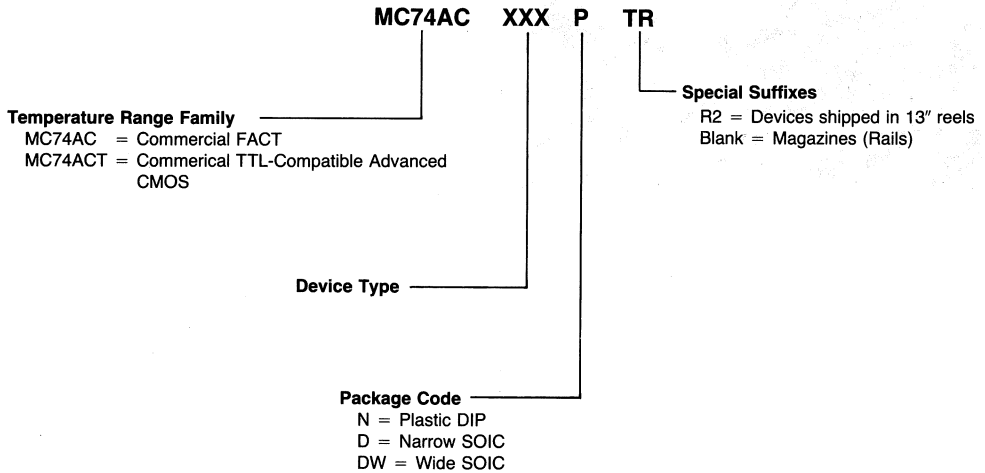 MC74AC XXX P TR
Special Suffixes
R2 = Devices shipped in 13" reels
Blank = Magazines (Rails)
Temperature Range Family
MC74AC = Commercial FACT
MC74ACT = Commerical TTL-Compatible Advanced
CMOS
Device Type
Package Code
N = Plastic DIP
D = Narrow SOIC
DW = Wide SOIC